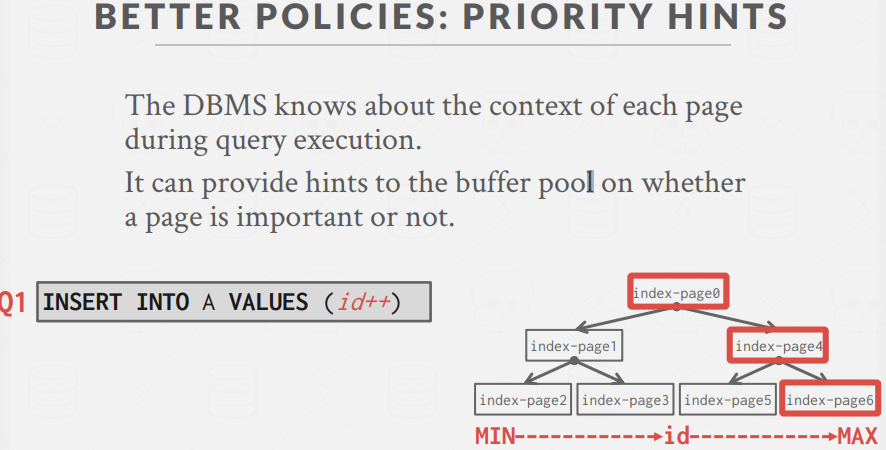 BETTER POLICIES: PRIORITY HINTS
The DBMS knows about the context of each page
during query execution.
It can provide hints to the buffer pool on whether
a page is important or not.
Q1 INSERT INTO A VALUES (id++)
index-page0
index-page1 index-page4
index-page2 index-page3 index-page5 index-page6
MIN id MAX